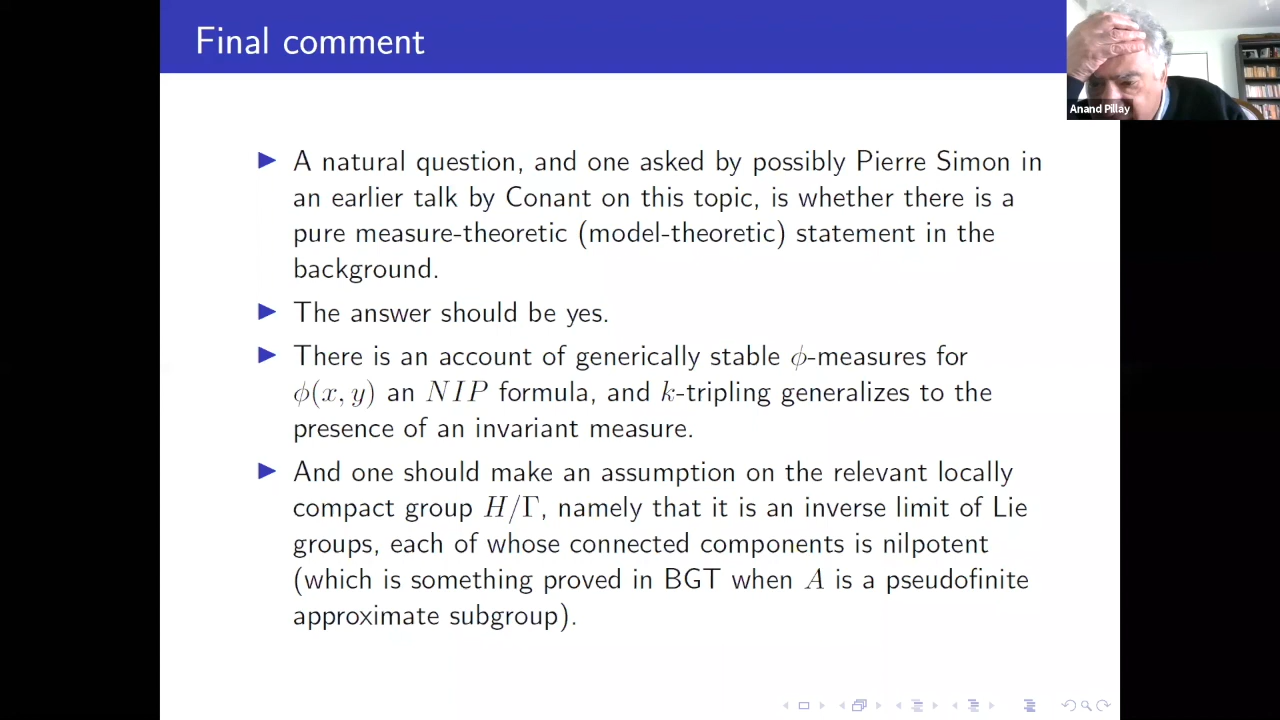 Final comment
Anand Pillay
▶ A natural question, and one asked by possibly Pierre Simon in
an earlier talk by Conant on this topic, is whether there is a
pure measure-theoretic (model-theoretic) statement in the
background.
▶ The answer should be yes.
▶ There is an account of generically stable ϕ-measures for
ϕ(x, y) an NIP formula, and k-tripling generalizes to the
presence of an invariant measure.
▶ And one should make an assumption on the relevant locally
compact group H/Γ, namely that it is an inverse limit of Lie
groups, each of whose connected components is nilpotent
(which is something proved in BGT when A is a pseudofinite
approximate subgroup).